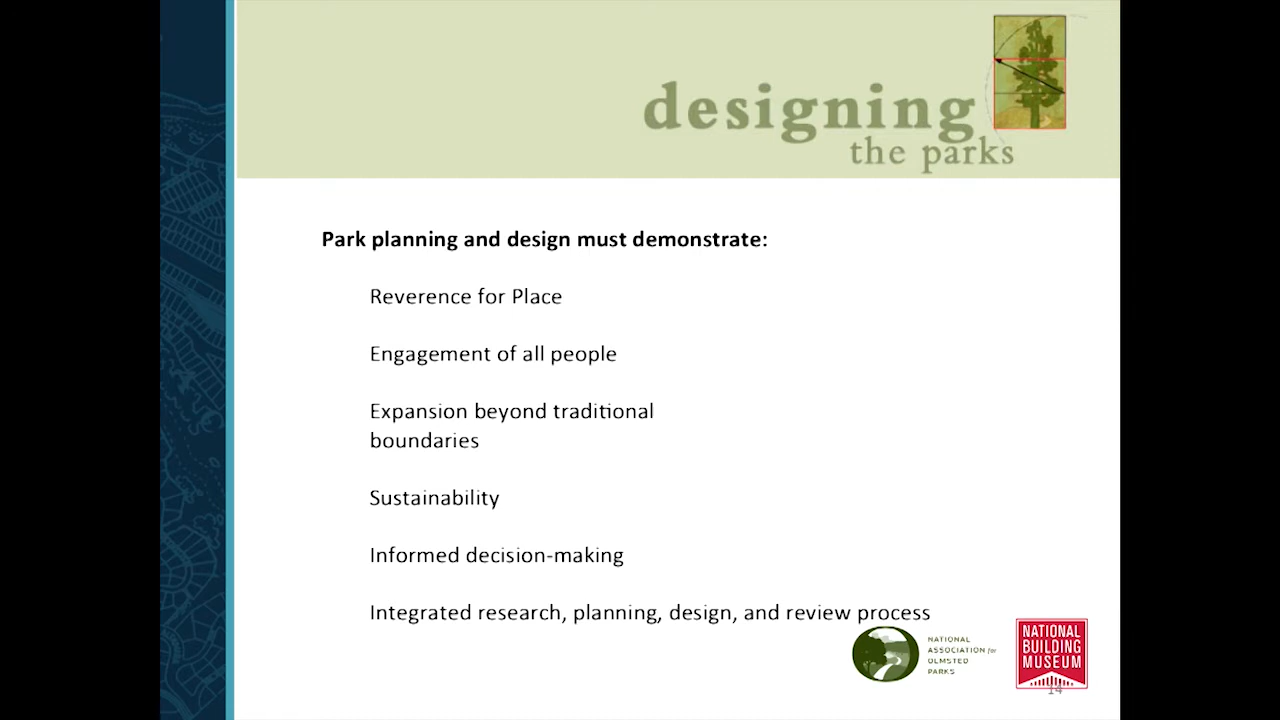 designing
the parks
Park planning and design must demonstrate:
Reverence for Place
Engagement of all people
Expansion beyond traditional
boundaries
Sustainability
Informed decision-making
Integrated research, planning, design, and review process
NATIONAL
ASSOCIATION for
OLMSTED
PARKS
NATIONAL
BUILDING
MUSEUM
14